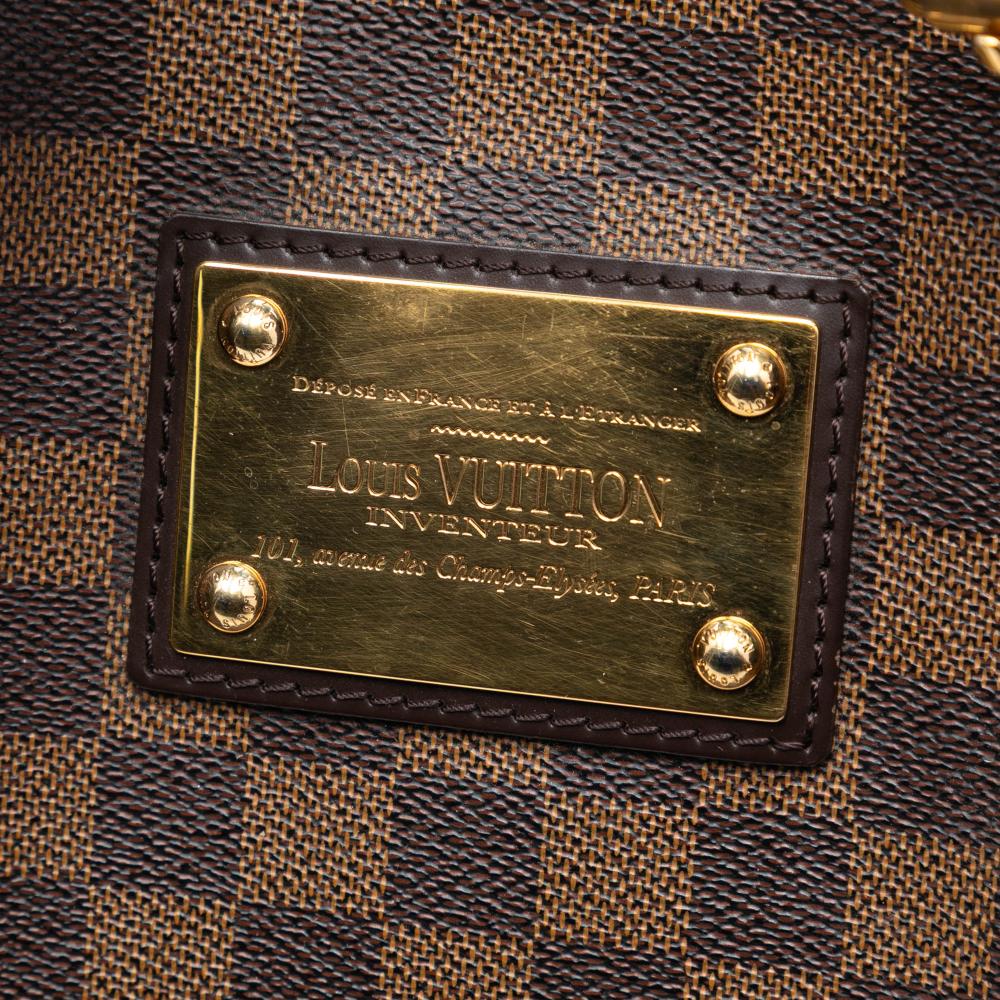 DÉPOSÉ EN FRANCE ET À L'ETRANGER
LOUIS VUITTON
INVENTEUR
101, avenue des Champs-Elysées, PARIS